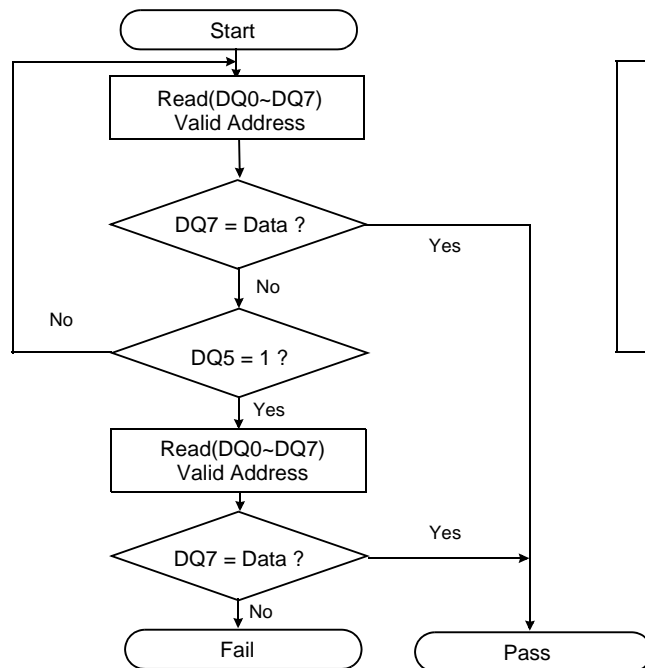 Start
Read(DQ0~DQ7)
Valid Address
DQ7 = Data ?
Yes
No
No
DQ5 = 1 ?
Yes
Read(DQ0~DQ7)
Valid Address
Yes
DQ7 = Data ?
No
Fail
Pass